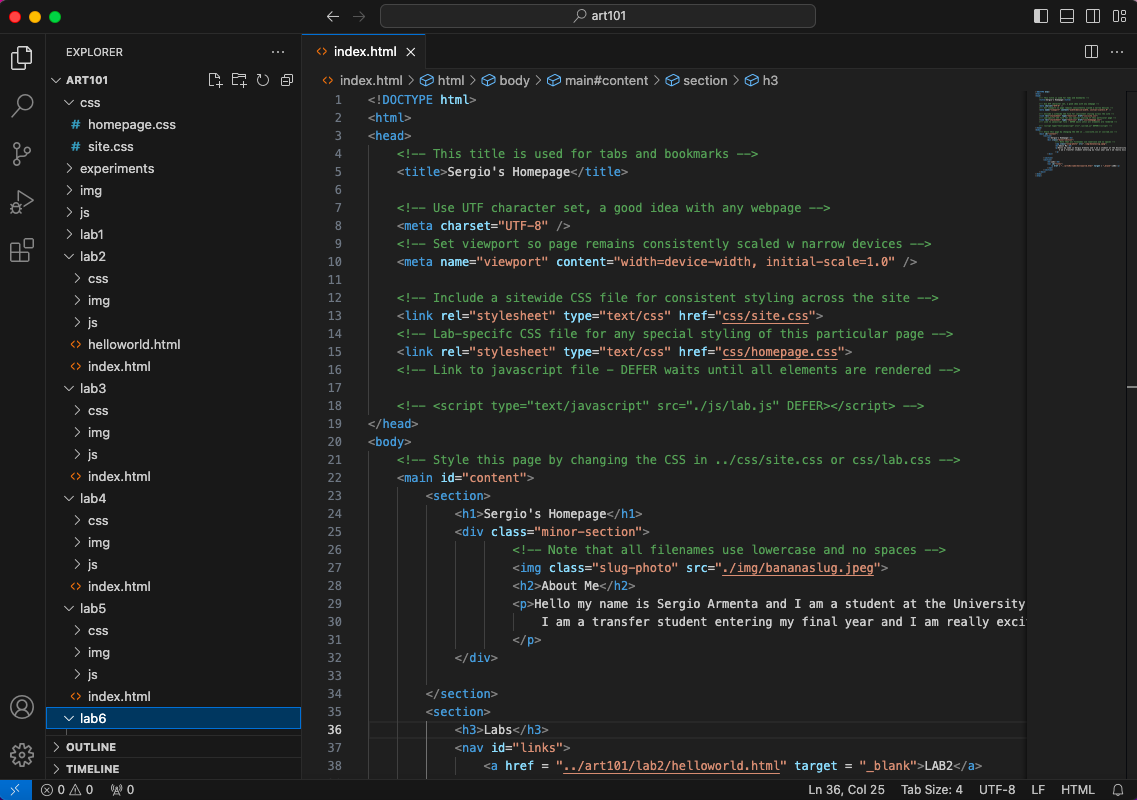 art101
EXPLORER
ART101
css
homepage.css
site.css
experiments
img
js
lab1
lab2
css
img
js
helloworld.html
index.html
lab3
css
img
js
index.html
lab4
css
img
js
index.html
lab5
css
img
js
index.html
lab6
OUTLINE
TIMELINE
index.html
index.html > html > body > main#content > section > h3
1 <!DOCTYPE html>
2 <html>
3 <head>
4 <!-- This title is used for tabs and bookmarks -->
5 <title>Sergio's Homepage</title>
6
7 <!-- Use UTF character set, a good idea with any webpage -->
8 <meta charset="UTF-8" />
9 <!-- Set viewport so page remains consistently scaled w narrow devices -->
10 <meta name="viewport" content="width=device-width, initial-scale=1.0" />
11
12 <!-- Include a sitewide CSS file for consistent styling across the site -->
13 <link rel="stylesheet" type="text/css" href="css/site.css">
14 <!-- Lab-specifc CSS file for any special styling of this particular page -->
15 <link rel="stylesheet" type="text/css" href="css/homepage.css">
16 <!-- Link to javascript file - DEFER waits until all elements are rendered -->
17
18 <!-- <script type="text/javascript" src="./js/lab.js" DEFER></script> -->
19 </head>
20 <body>
21 <!-- Style this page by changing the CSS in ../css/site.css or css/lab.css -->
22 <main id="content">
23 <section>
24 <h1>Sergio's Homepage</h1>
25 <div class="minor-section">
26 <!-- Note that all filenames use lowercase and no spaces -->
27 <img class="slug-photo" src="./img/bananaslug.jpeg">
28 <h2>About Me</h2>
29 <p>Hello my name is Sergio Armenta and I am a student at the University
30 I am a transfer student entering my final year and I am really exci
31 </p>
32 </div>
33
34 </section>
35 <section>
36 <h3>Labs</h3>
37 <nav id="links">
38 <a href = "../art101/lab2/helloworld.html" target = "_blank">LAB2</a>
0 0 0
Ln 36, Col 25 Tab Size: 4 UTF-8 LF HTML